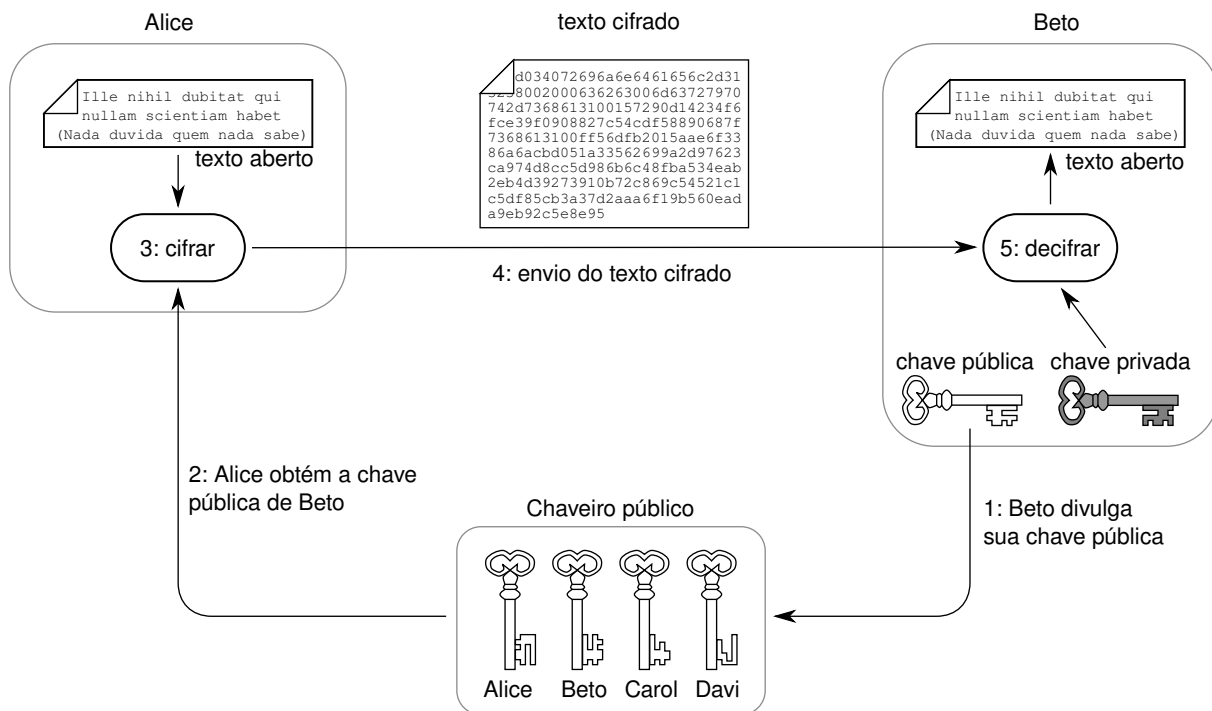 Alice
texto cifrado
Beto
Ille nihil dubitat qui
nullam scientiam habet
(Nada duvida quem nada sabe)
texto aberto
d034072696a6e6461656c2d31
3238002000636263006d63727970
742d7368613100157290d14234f6
fce39f0908827c54cdf58890687f
7368613100ff56dfb2015aae6f33
86a6acbd051a33562699a2d97623
ca974d8cc5d986b6c48fba534eab
2eb4d39273910b72c869c54521c1
c5df85cb3a37d2aaa6f19b560ead
a9eb92c5e8e95
Ille nihil dubitat qui
nullam scientiam habet
(Nada duvida quem nada sabe)
texto aberto
3: cifrar
4: envio do texto cifrado
5: decifrar
chave pública
chave privada
2: Alice obtém a chave
pública de Beto
1: Beto divulga
sua chave pública
Chaveiro público
Alice
Beto
Carol
Davi